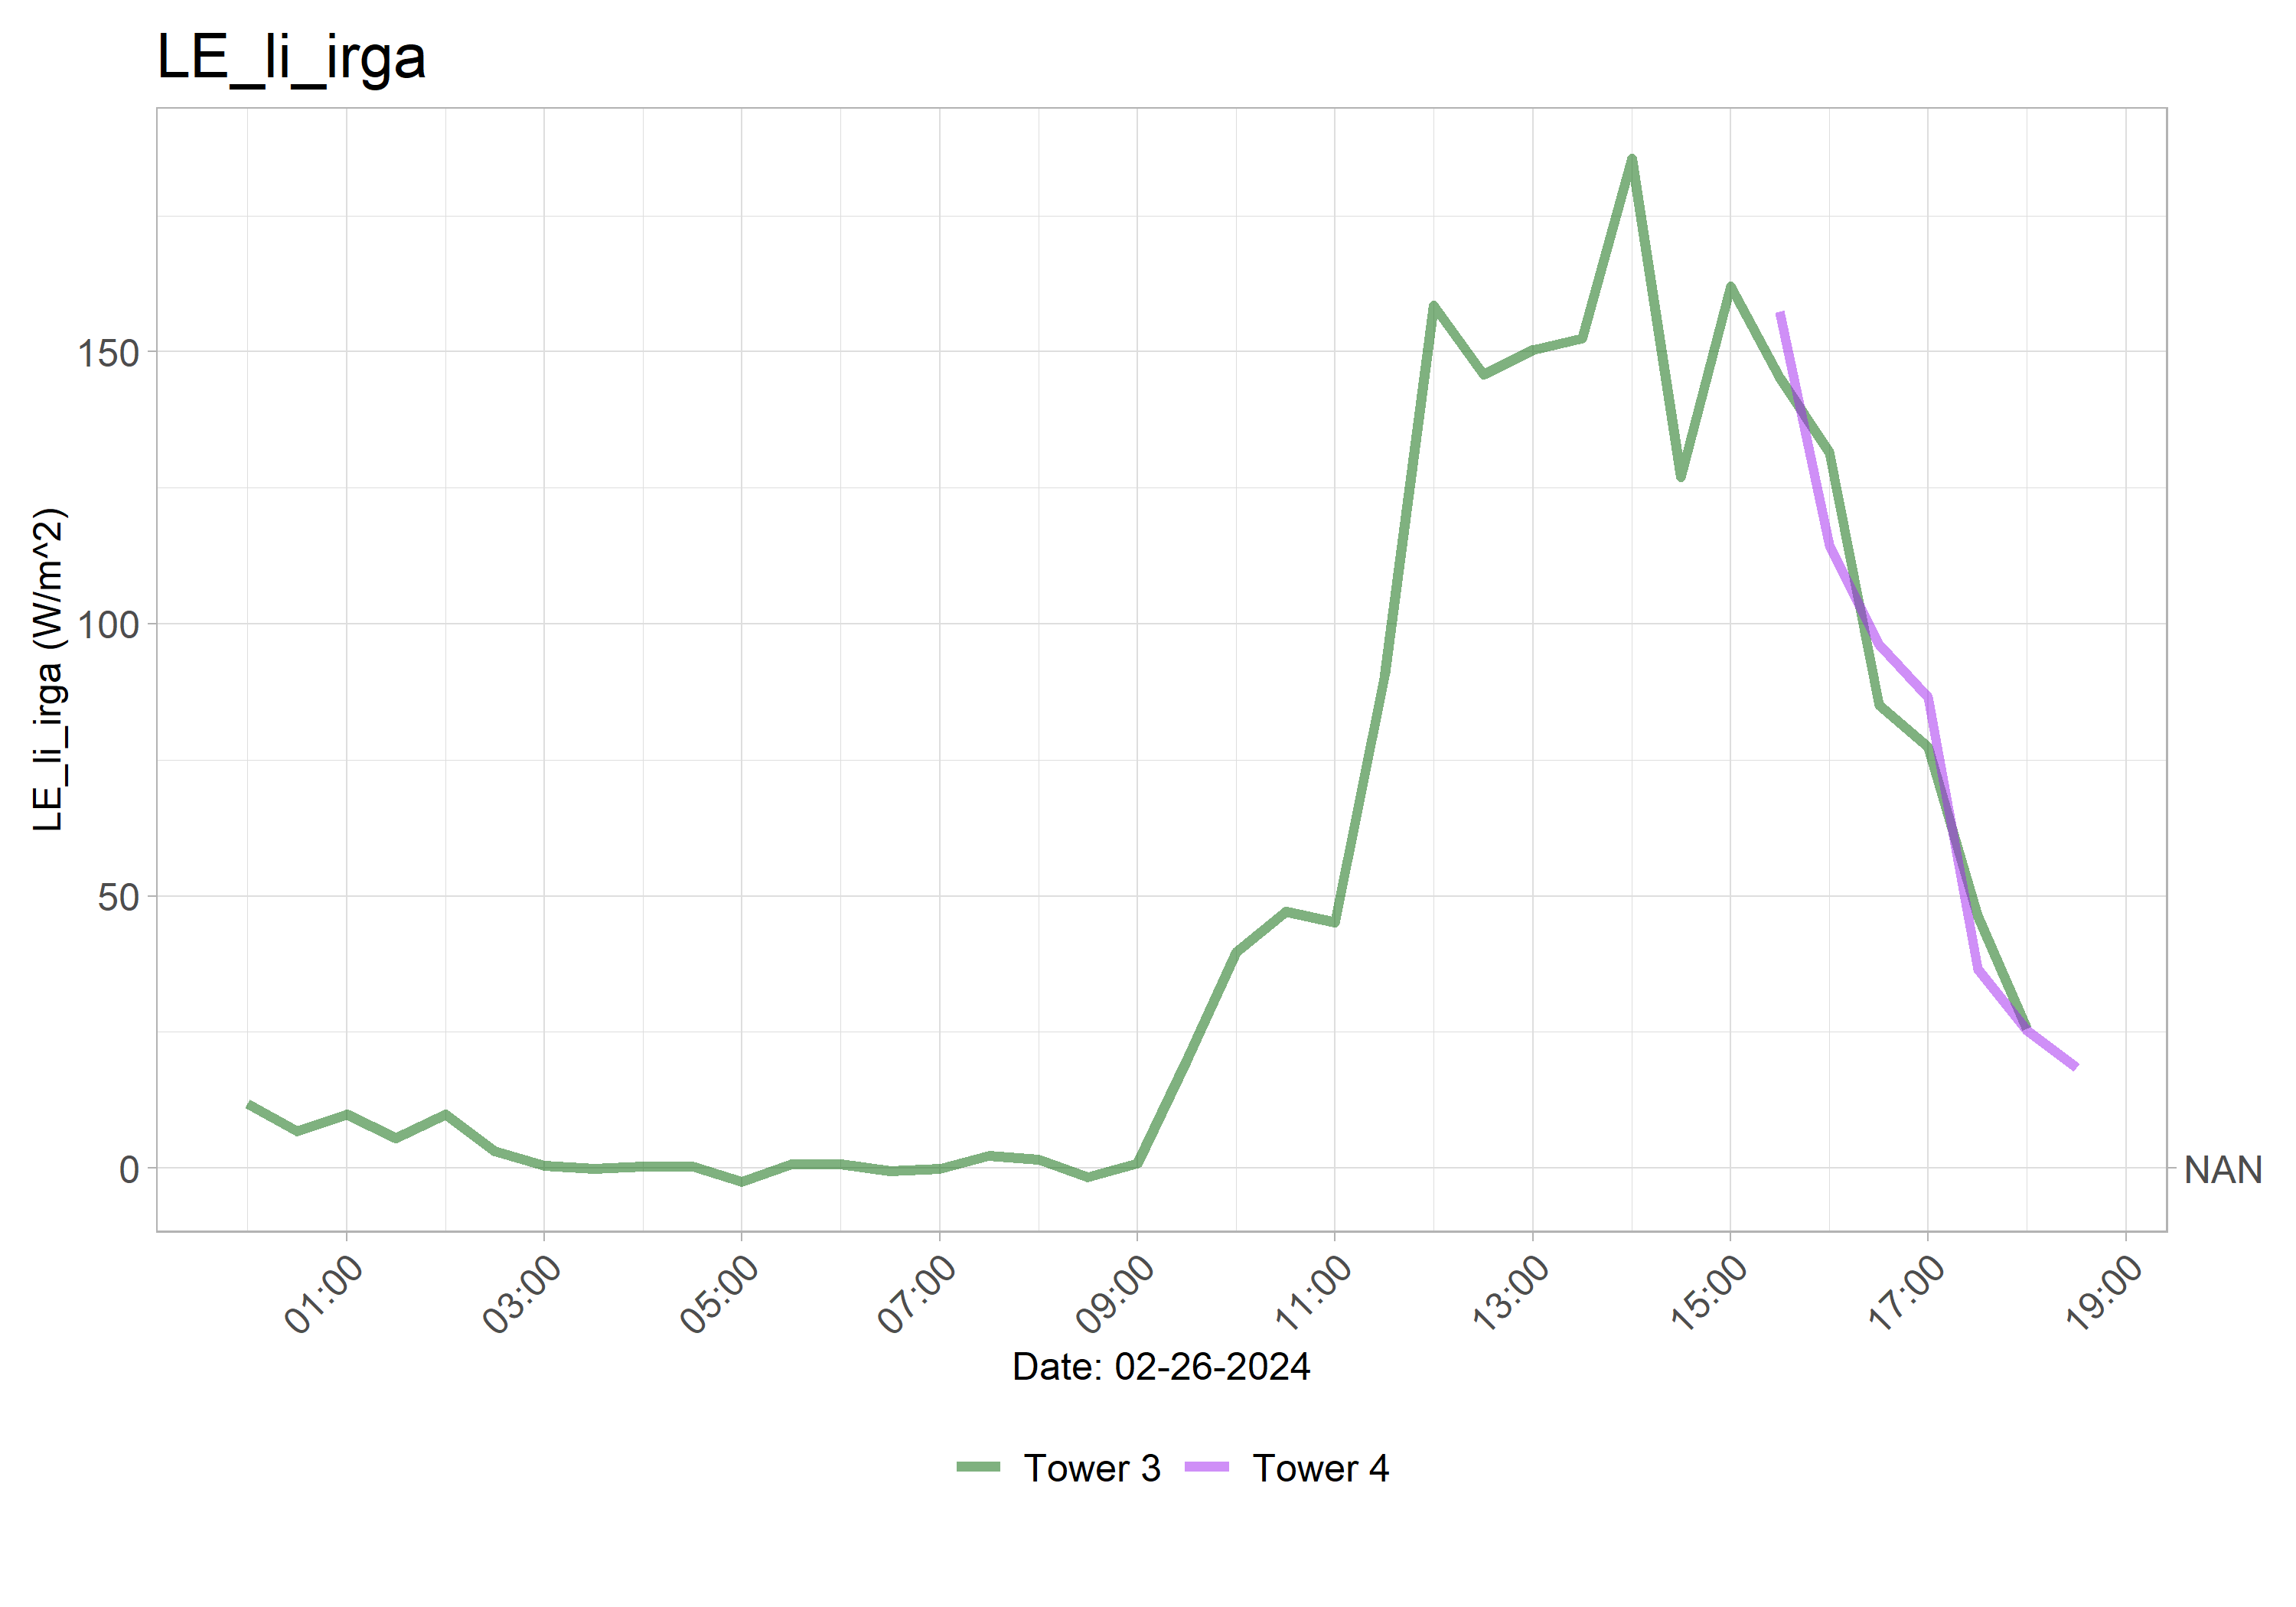 LE_li_irga
LE_li_irga (W/m^2)
150
100
50
0
NAN
01:00 03:00 05:00 07:00 09:00 11:00 13:00 15:00 17:00 19:00
Date: 02-26-2024
Tower 3 Tower 4